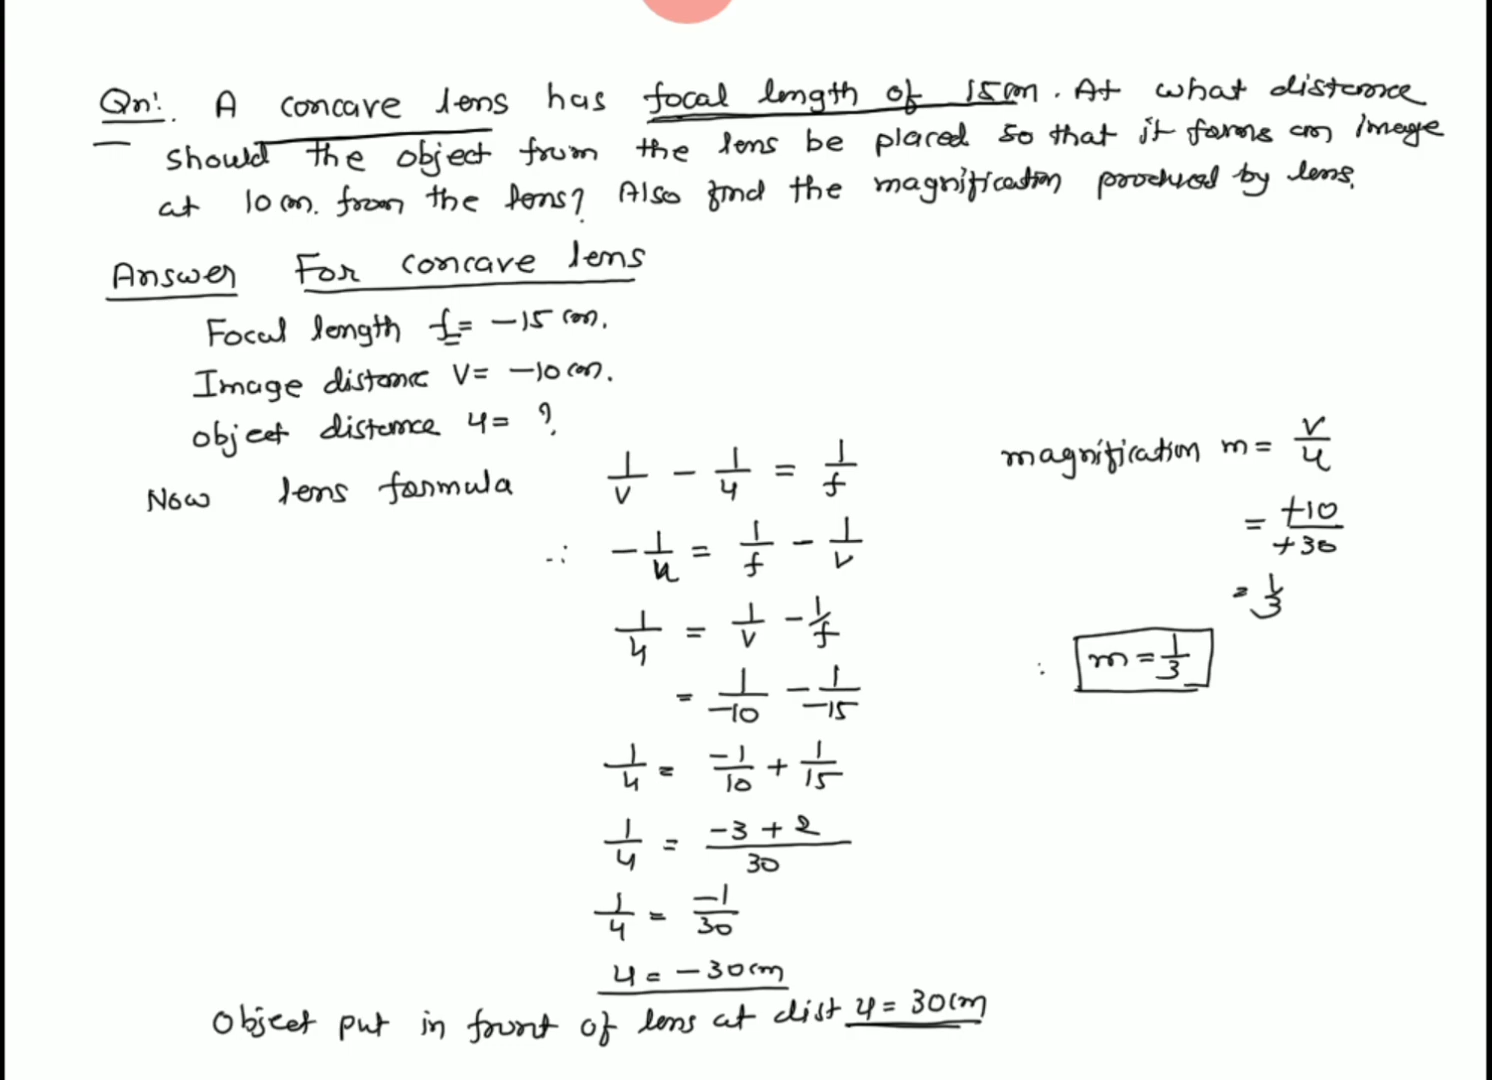 Qn: A concave lens has focal length of 15cm. At what distance
should the object from the lens be placed so that it forms an image
at 10 cm. from the lens? Also find the magnification produced by lens.
Answer For concave lens
Focal length f = -15 cm.
Image distance V = -10 cm.
object distance u = ?
Now lens formula 1/v - 1/u = 1/f
∴ -1/u = 1/f - 1/v
1/u = 1/v - 1/f
= 1/-10 - 1/-15
1/u = -1/10 + 1/15
1/u = -3 + 2/30
1/u = -1/30
u = -30cm
Object put in front of lens at dist u = 30cm
magnification m = v/u
= +10/+30
= 1/3
∴ m = 1/3